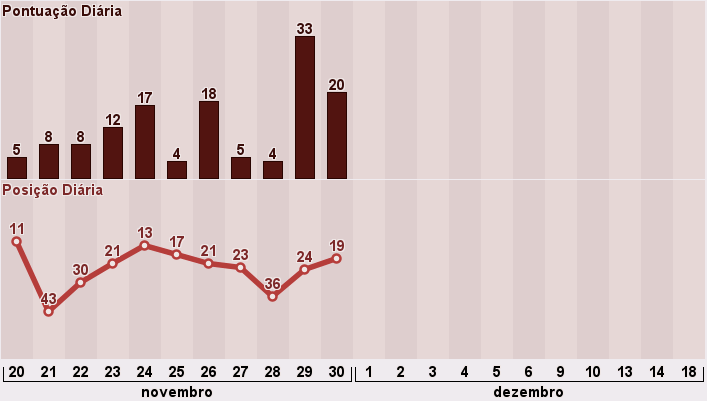 Pontuação Diária
5 8 8 12 17 4 18 5 4 33 20
Posição Diária
11 43 30 21 13 17 21 23 36 24 19
20 21 22 23 24 25 26 27 28 29 30 1 2 3 4 5 6 9 10 13 14 18
novembro dezembro